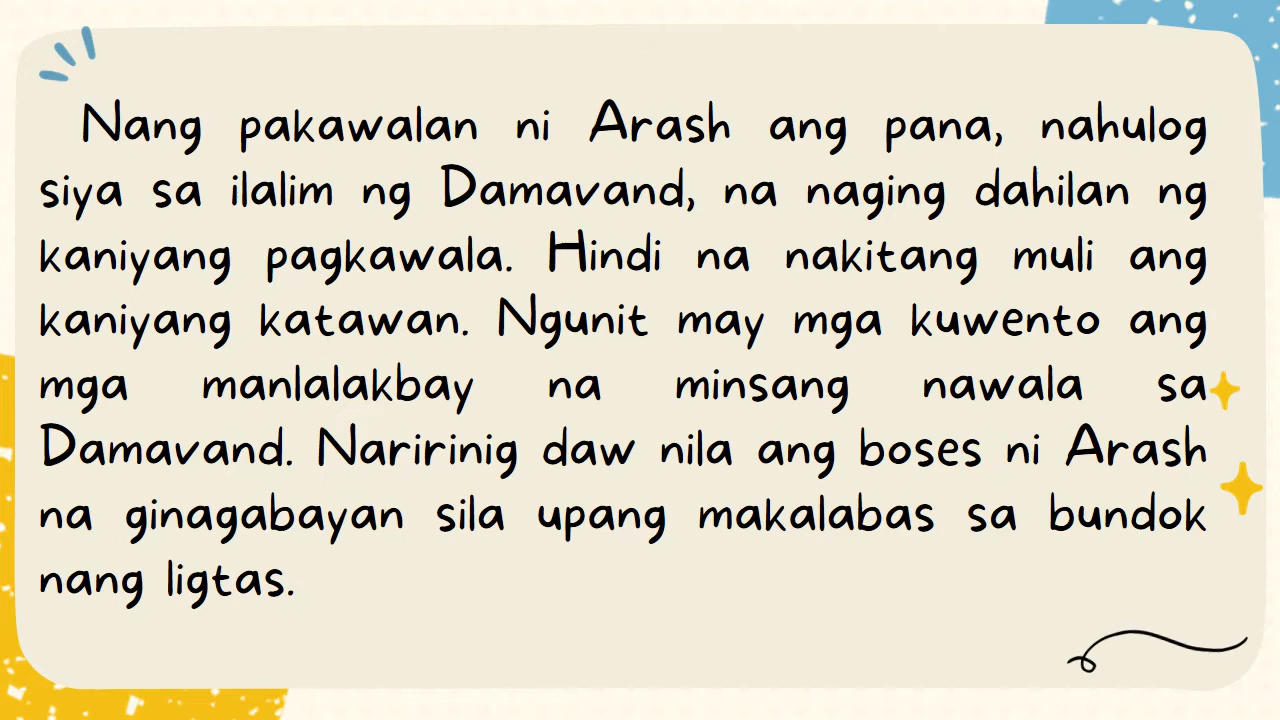 Nang pakawalan ni Arash ang pana, nahulog
siya sa ilalim ng Damavand, na naging dahilan ng
kaniyang pagkawala. Hindi na nakitang muli ang
kaniyang katawan. Ngunit may mga kuwento ang
mga manlalakbay na minsang nawala sa
Damavand. Naririnig daw nila ang boses ni Arash
na ginagabayan sila upang makalabas sa bundok
nang ligtas.